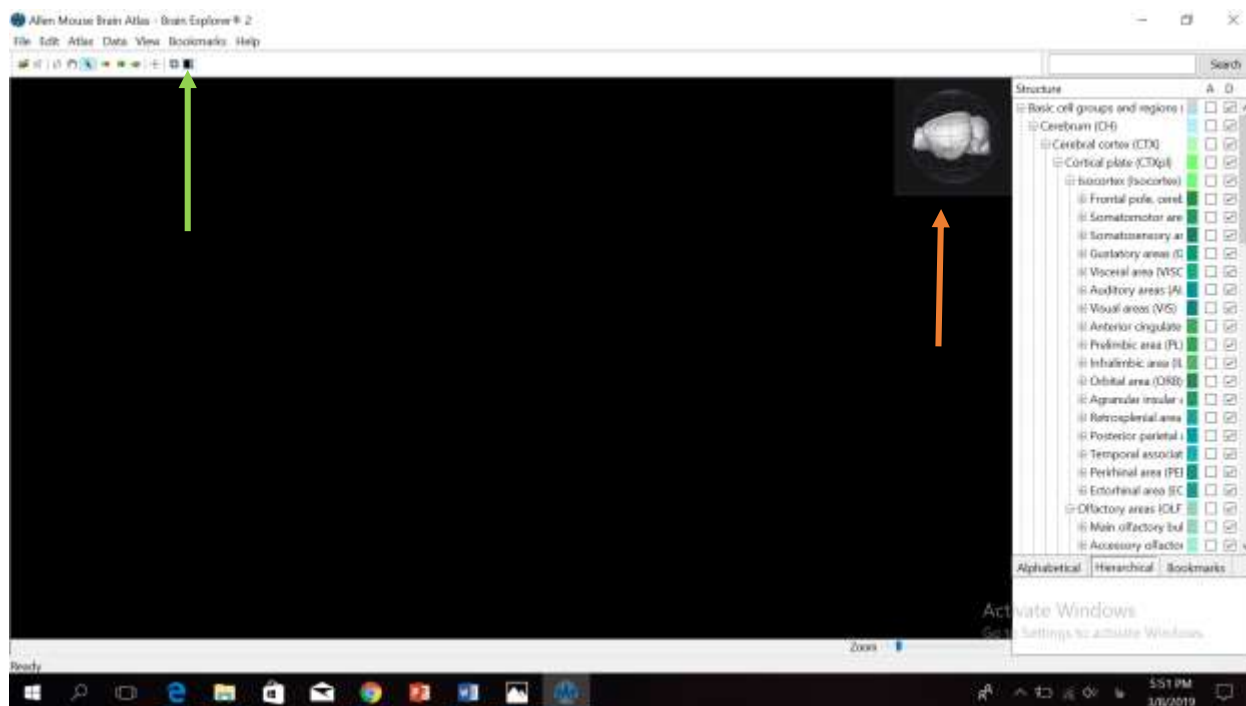 Allen Mouse Brain Atlas - Brain Explorer® 2
File Edit Atlas Data View Bookmarks Help
Search
Structure A D
Basic cell groups and regions (
Cerebrum (CH)
Cerebral cortex (CTX)
Cortical plate (CTXpl)
Isocortex (Isocortex)
Frontal pole, cereb
Somatomotor are
Somatosensory ar
Gustatory areas (G
Visceral area (VISC
Auditory areas (AU
Visual areas (VIS)
Anterior cingulate
Prelimbic area (PL)
Infralimbic area (IL
Orbital area (ORB)
Agranular insular
Retrosplenial area
Posterior parietal
Temporal associat
Perirhinal area (PEI
Ectorhinal area (EC
Olfactory areas (OLF
Main olfactory bul
Accessory olfactor
Alphabetical Hierarchical Bookmarks
Activate Windows
Go to Settings to activate Windows.
Zoom
Ready
5:51 PM
3/8/2019